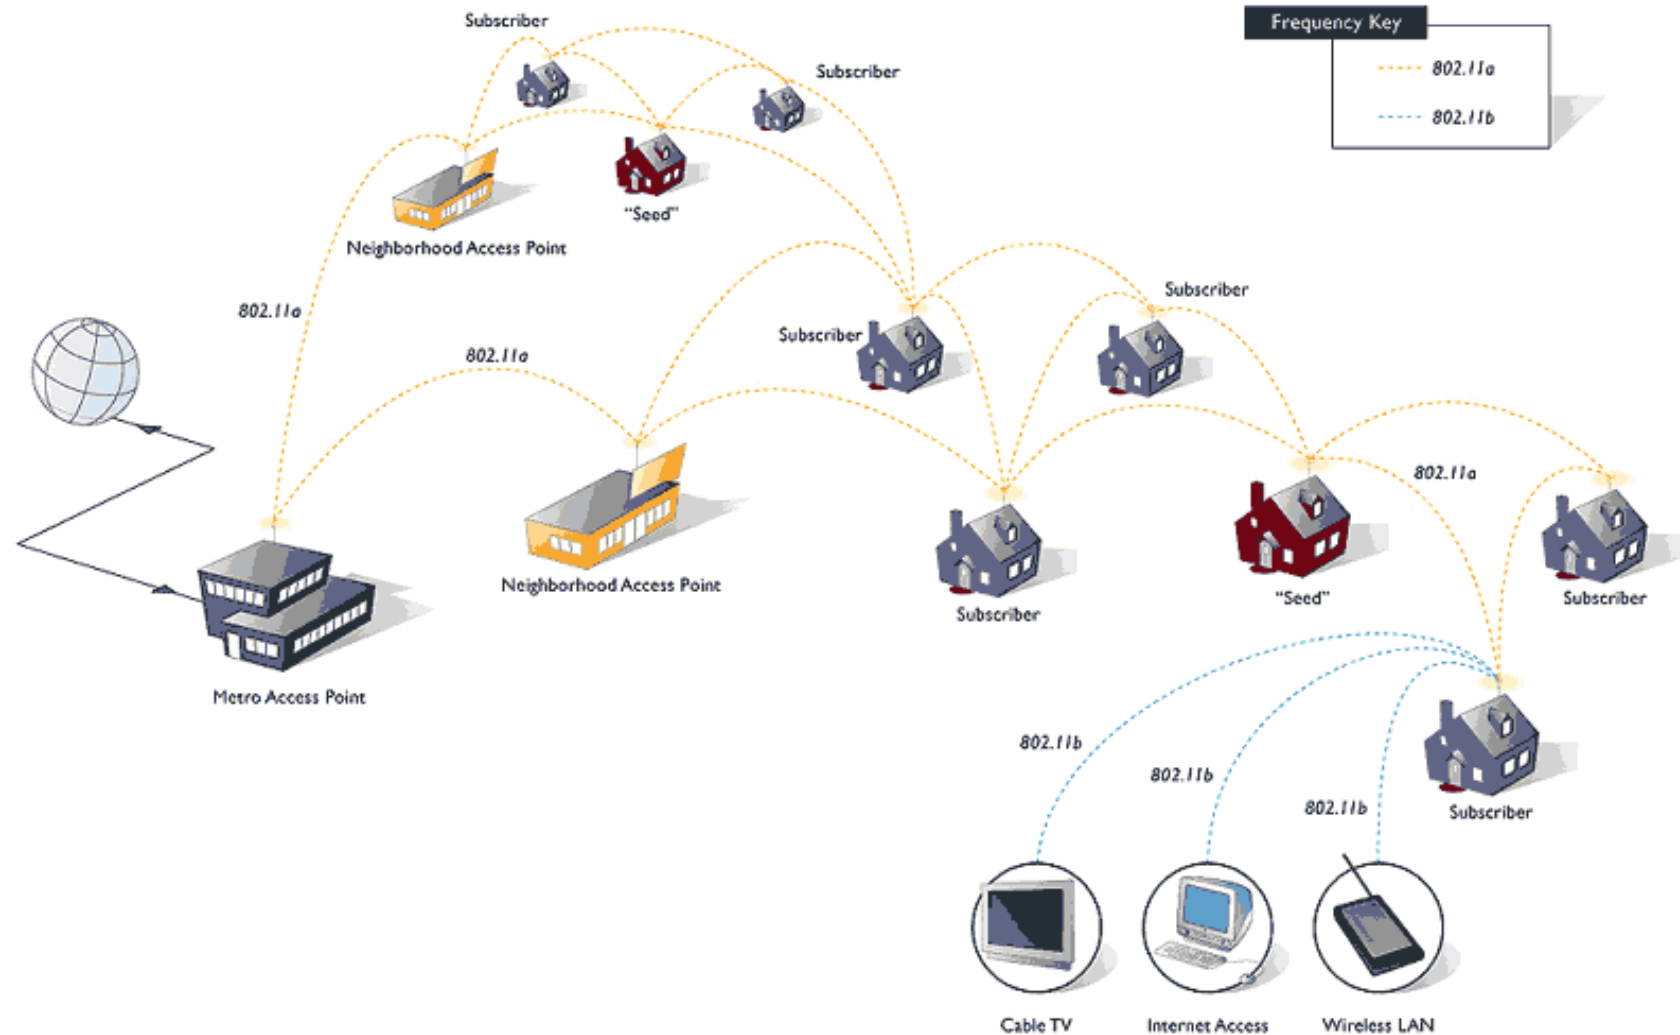 Subscriber
Frequency Key
802.11a
802.11b
Subscriber
"Seed"
Neighborhood Access Point
802.11a
Subscriber
Subscriber
802.11a
802.11a
Neighborhood Access Point
Subscriber
"Seed"
Subscriber
Metro Access Point
802.11b
802.11b
802.11b
Subscriber
Cable TV
Internet Access
Wireless LAN